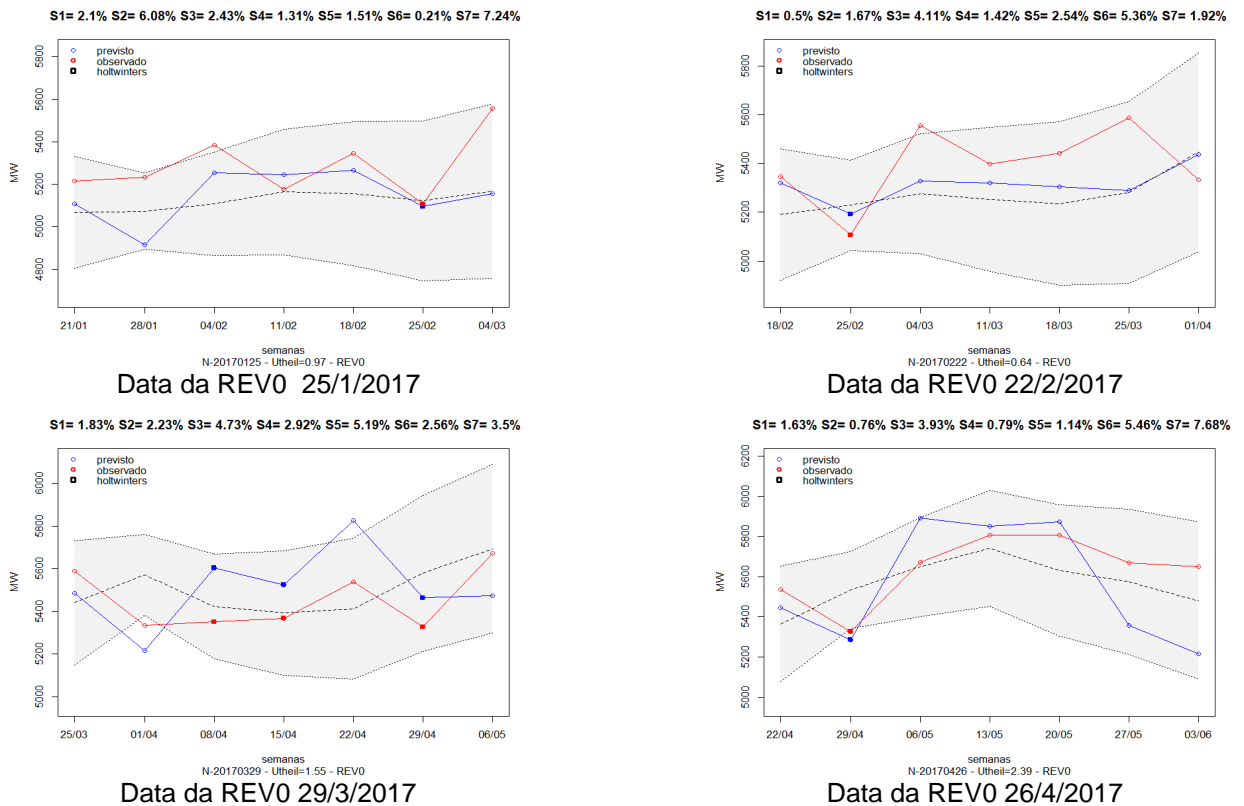 S1= 2.1% S2= 6.08% S3= 2.43% S4= 1.31% S5= 1.51% S6= 0.21% S7= 7.24%
previsto
observado
holtwinters
MW
5800
5600
5400
5200
5000
4800
21/01 28/01 04/02 11/02 18/02 25/02 04/03
semanas
N-20170125 - Utheil=0.97 - REV0
Data da REV0 25/1/2017
S1= 0.5% S2= 1.67% S3= 4.11% S4= 1.42% S5= 2.54% S6= 5.36% S7= 1.92%
previsto
observado
holtwinters
MW
5800
5600
5400
5200
5000
18/02 25/02 04/03 11/03 18/03 25/03 01/04
semanas
N-20170222 - Utheil=0.64 - REV0
Data da REV0 22/2/2017
S1= 1.83% S2= 2.23% S3= 4.73% S4= 2.92% S5= 5.19% S6= 2.56% S7= 3.5%
previsto
observado
holtwinters
MW
6000
5800
5600
5400
5200
5000
25/03 01/04 08/04 15/04 22/04 29/04 06/05
semanas
N-20170329 - Utheil=1.55 - REV0
Data da REV0 29/3/2017
S1= 1.63% S2= 0.76% S3= 3.93% S4= 0.79% S5= 1.14% S6= 5.46% S7= 7.68%
previsto
observado
holtwinters
MW
6200
6000
5800
5600
5400
5200
5000
22/04 29/04 06/05 13/05 20/05 27/05 03/06
semanas
N-20170426 - Utheil=2.39 - REV0
Data da REV0 26/4/2017